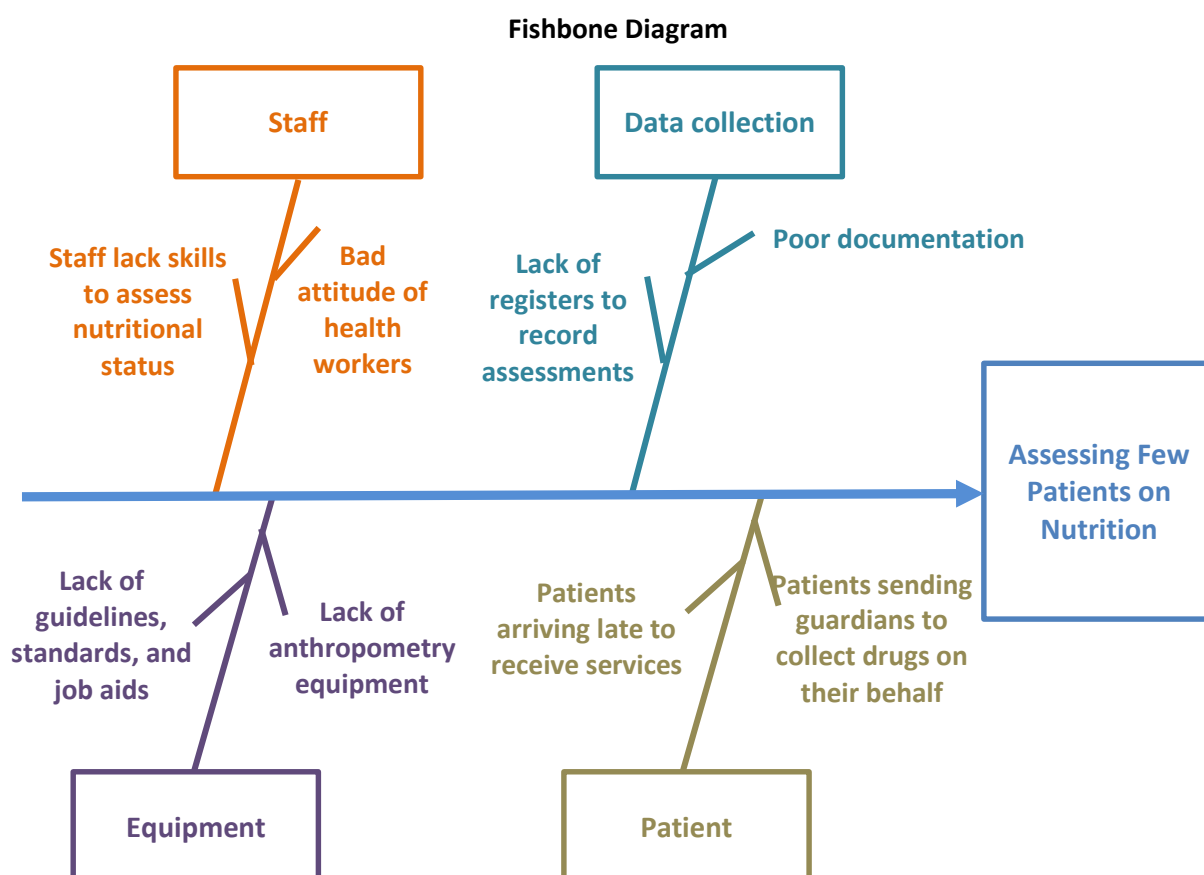 Fishbone Diagram
Staff
Data collection
Staff lack skills
to assess
nutritional
status
Bad
attitude of
health
workers
Lack of
registers to
record
assessments
Poor documentation
Assessing Few
Patients on
Nutrition
Lack of
guidelines,
standards, and
job aids
Lack of
anthropometry
equipment
Patients
arriving late to
receive services
Patients sending
guardians to
collect drugs on
their behalf
Equipment
Patient